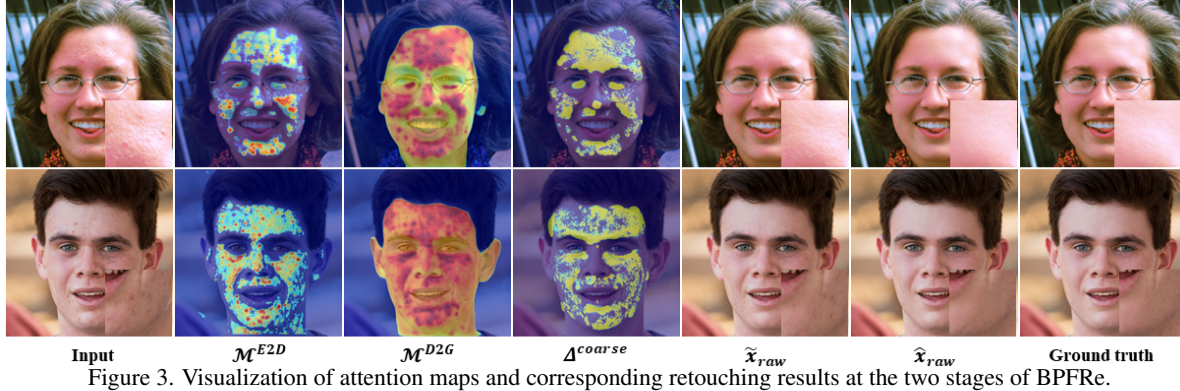 Input M^{E2D} M^{D2G} Δ^{coarse} x̃_{raw} x̂_{raw} Ground truth
Figure 3. Visualization of attention maps and corresponding retouching results at the two stages of BPFRe.